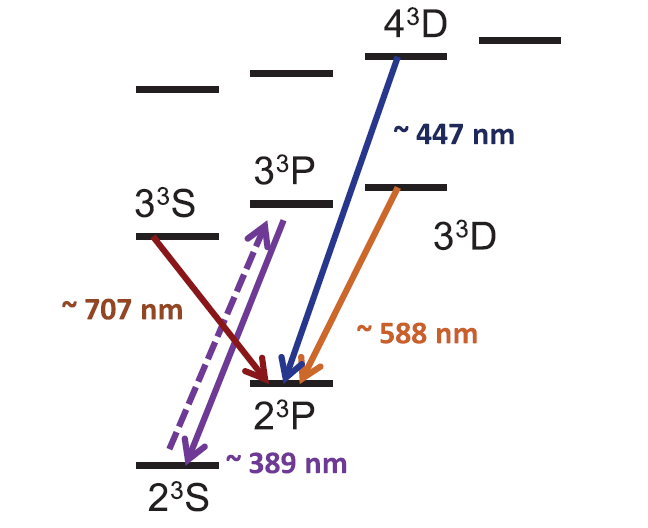 4³D
~ 447 nm
3³P
3³S
3³D
~ 707 nm
~ 588 nm
2³P
~ 389 nm
2³S